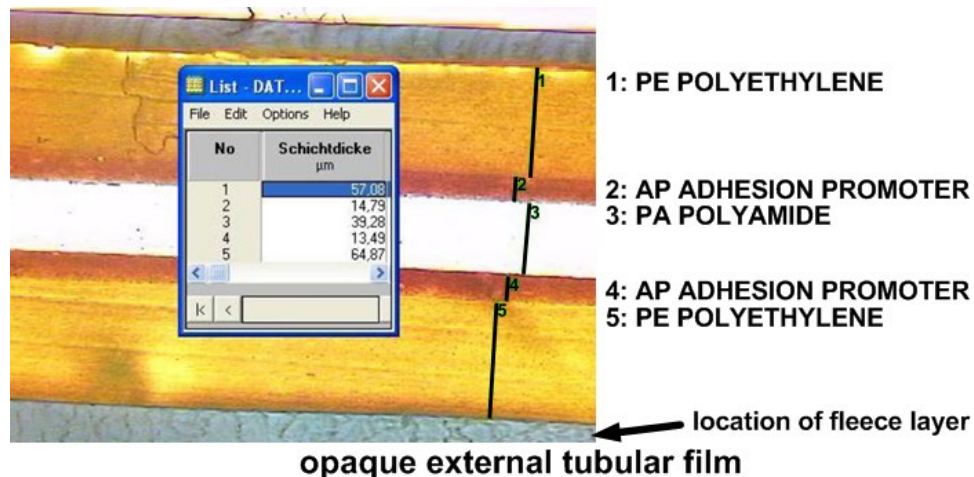 List - DAT...
File Edit Options Help
No Schichtdicke
µm
1 57,08
2 14,79
3 39,28
4 13,49
5 64,87
1
2
3
4
5
1: PE POLYETHYLENE
2: AP ADHESION PROMOTER
3: PA POLYAMIDE
4: AP ADHESION PROMOTER
5: PE POLYETHYLENE
location of fleece layer
opaque external tubular film